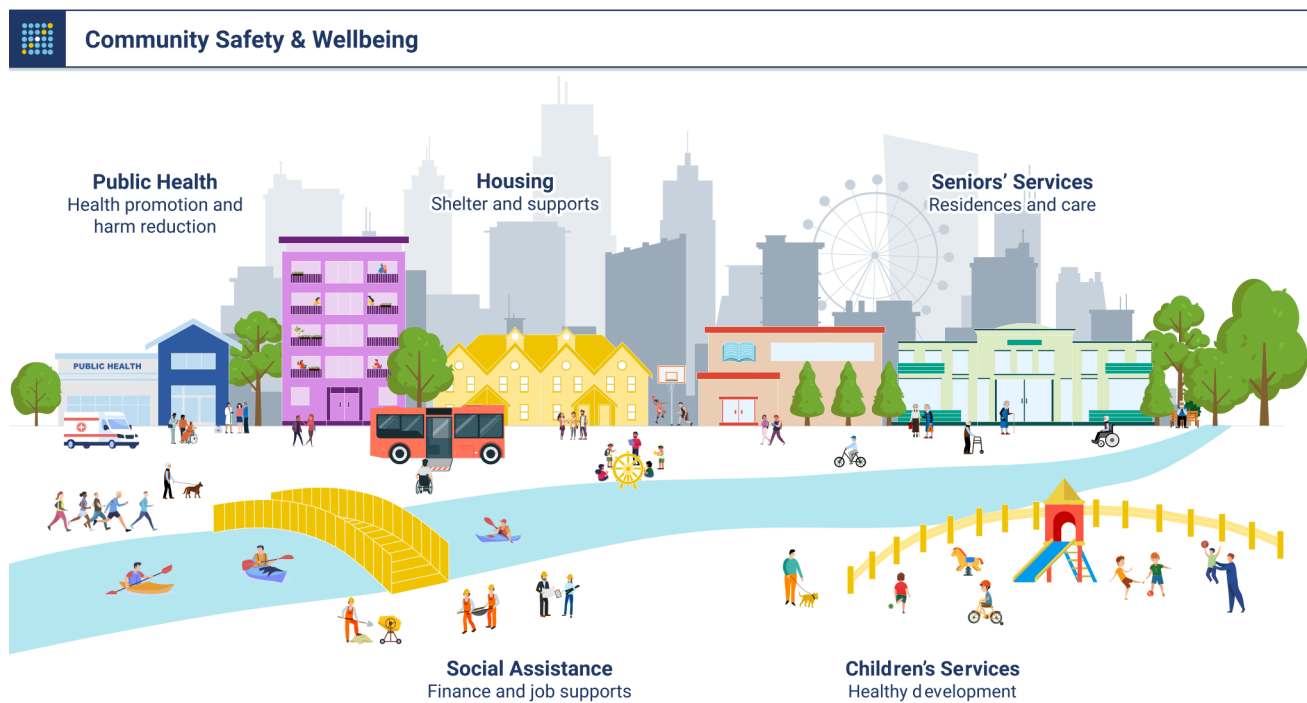 Community Safety & Wellbeing
Public Health
Health promotion and
harm reduction
Housing
Shelter and supports
Seniors’ Services
Residences and care
PUBLIC HEALTH
Social Assistance
Finance and job supports
Children’s Services
Healthy development